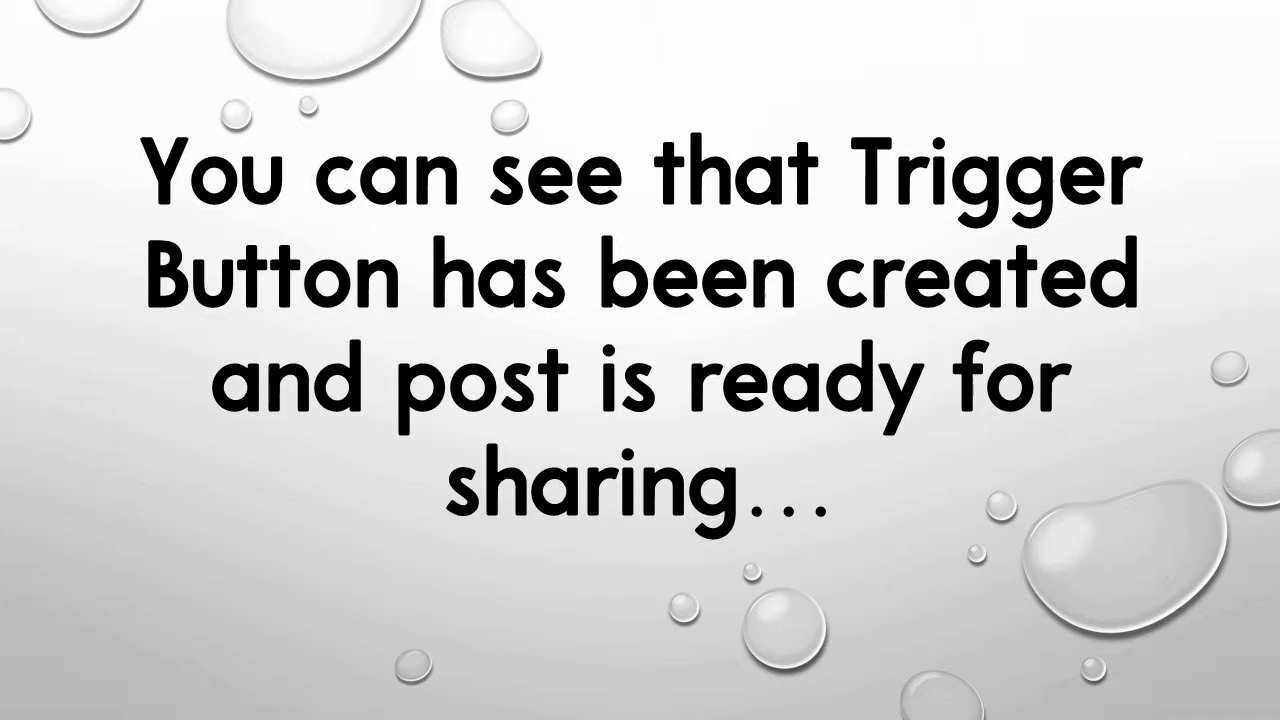 You can see that Trigger
Button has been created
and post is ready for
sharing...